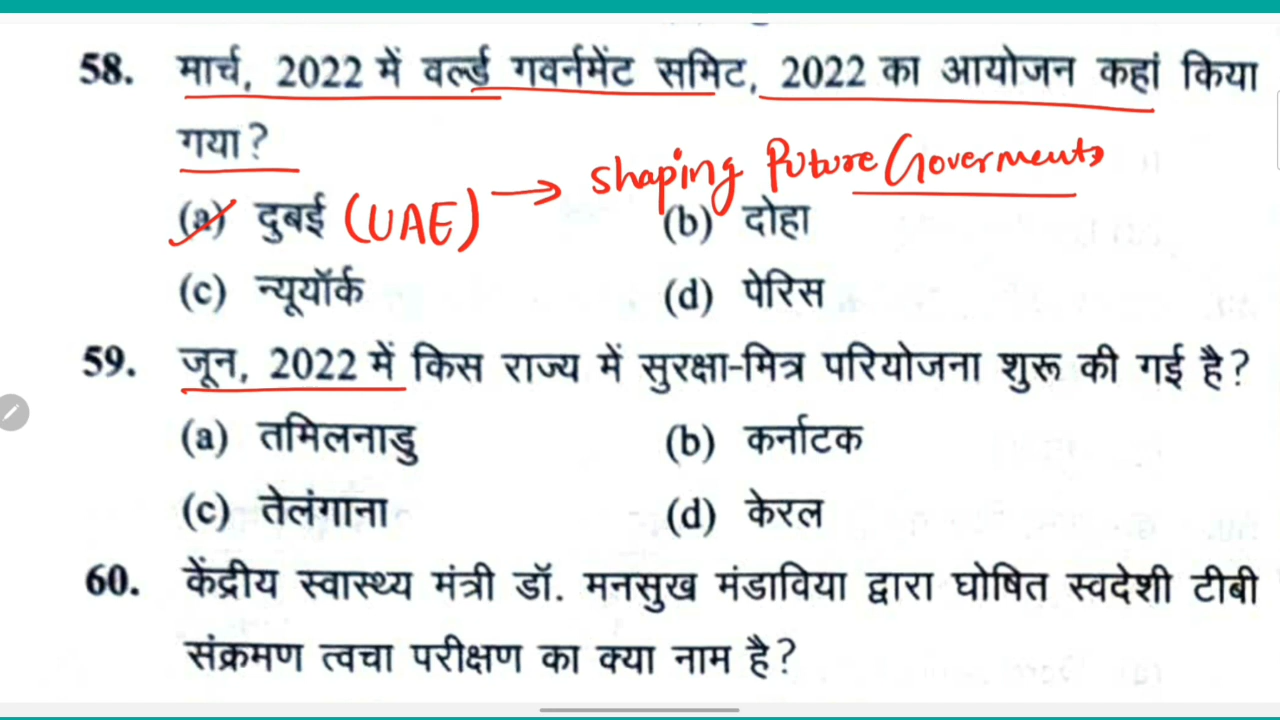 58. मार्च, 2022 में वर्ल्ड गवर्नमेंट समिट, 2022 का आयोजन कहां किया
गया?
shaping Future Goverments
(a) दुबई (UAE) → (b) दोहा
(c) न्यूयॉर्क (d) पेरिस
59. जून, 2022 में किस राज्य में सुरक्षा-मित्र परियोजना शुरू की गई है?
(a) तमिलनाडु (b) कर्नाटक
(c) तेलंगाना (d) केरल
60. केंद्रीय स्वास्थ्य मंत्री डॉ. मनसुख मंडाविया द्वारा घोषित स्वदेशी टीबी
संक्रमण त्वचा परीक्षण का क्या नाम है?